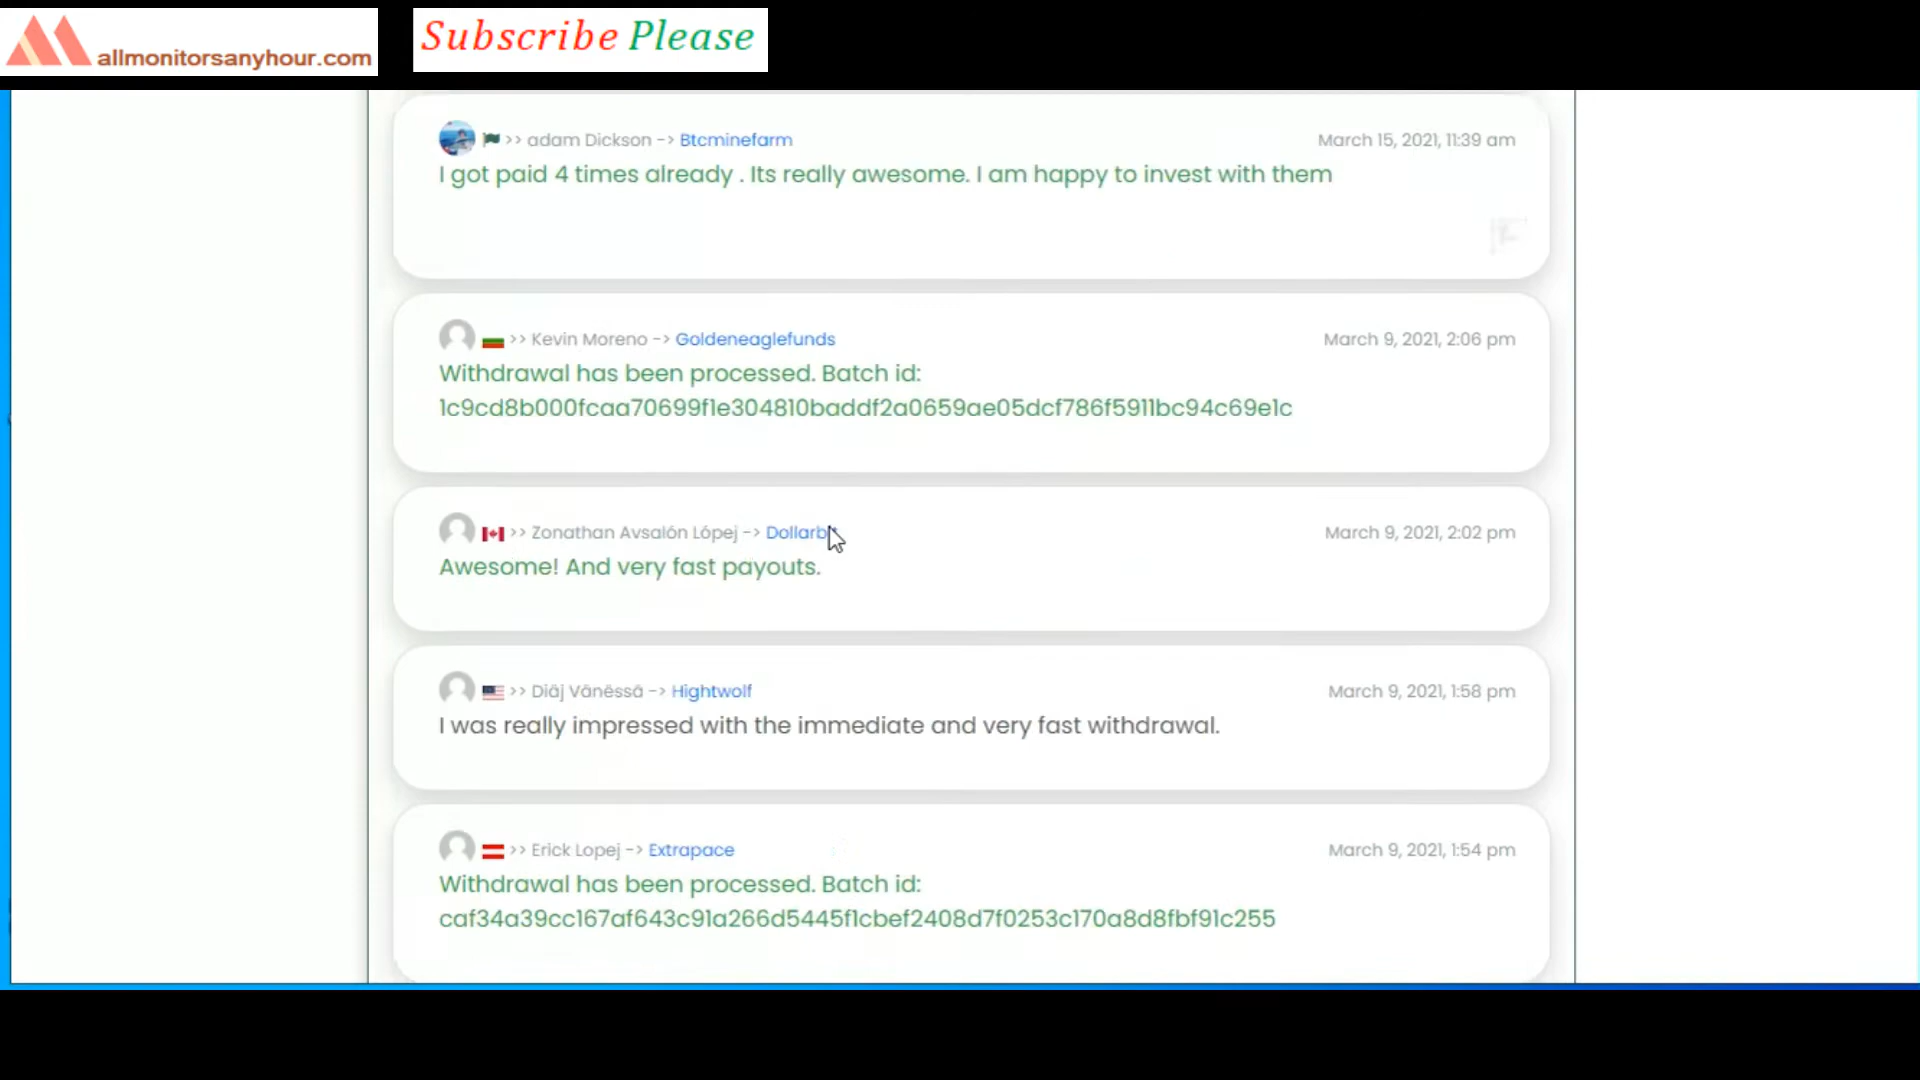 allmonitorsanyhour.com
Subscribe Please
>> adam Dickson -> Btcminefarm
March 15, 2021, 11:39 am
I got paid 4 times already . Its really awesome. I am happy to invest with them
>> Kevin Moreno -> Goldeneaglefunds
March 9, 2021, 2:06 pm
Withdrawal has been processed. Batch id:
1c9cd8b000fcaa70699f1e304810baddf2a0659ae05dcf786f5911bc94c69e1c
>> Zonathan Avsalón Lópej ->
March 9, 2021, 2:02 pm
Awesome! And very fast payouts.
>> Diâj Vânëssâ -> Hightwolf
March 9, 2021, 1:58 pm
I was really impressed with the immediate and very fast withdrawal.
>> Erick Lopej -> Extrapace
March 9, 2021, 1:54 pm
Withdrawal has been processed. Batch id:
caf34a39cc167af643c91a266d5445f1cbef2408d7f0253c170a8d8fbf91c255